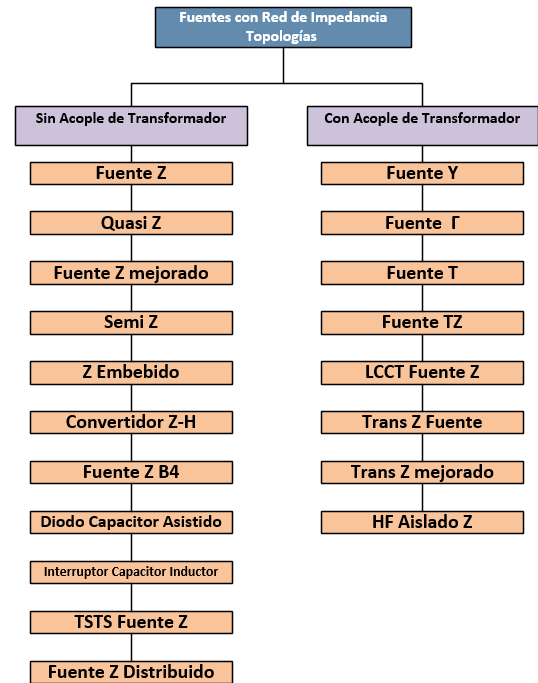 Fuentes con Red de Impedancia
Topologías
Sin Acople de Transformador
Fuente Z
Quasi Z
Fuente Z mejorado
Semi Z
Z Embebido
Convertidor Z-H
Fuente Z B4
Diodo Capacitor Asistido
Interruptor Capacitor Inductor
TSTS Fuente Z
Fuente Z Distribuido
Con Acople de Transformador
Fuente Y
Fuente Γ
Fuente T
Fuente TZ
LCCT Fuente Z
Trans Z Fuente
Trans Z mejorado
HF Aislado Z